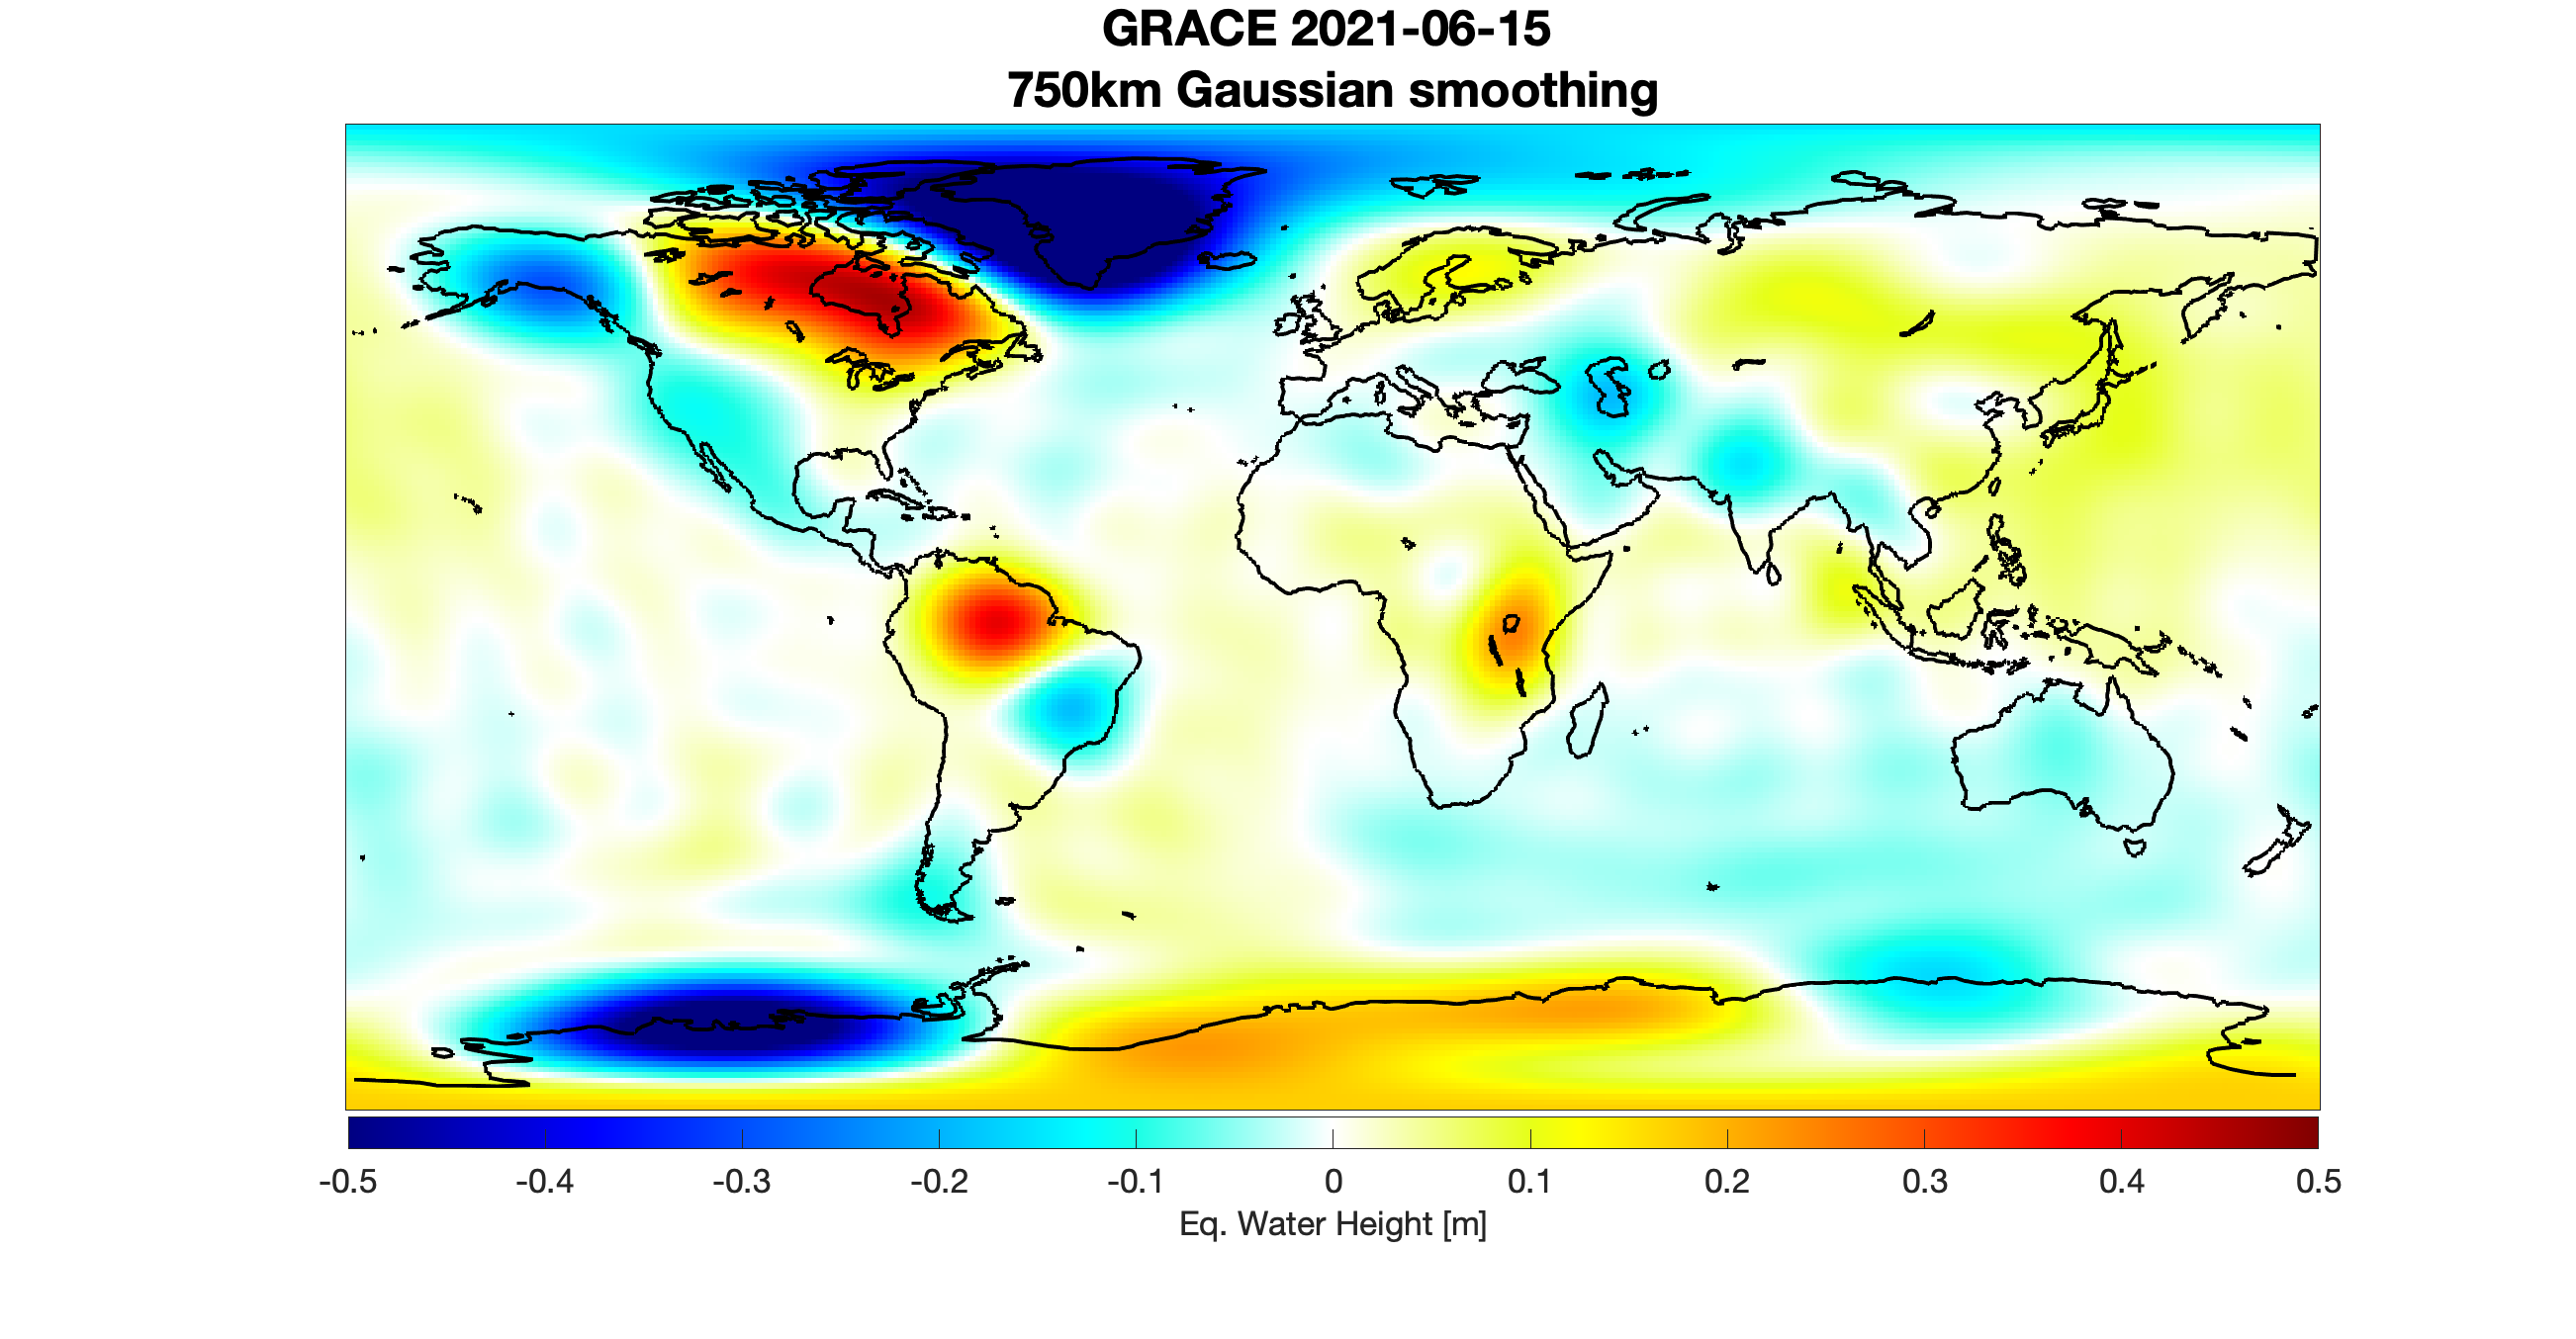 GRACE 2021-06-15
750km Gaussian smoothing
-0.5 -0.4 -0.3 -0.2 -0.1 0 0.1 0.2 0.3 0.4 0.5
Eq. Water Height [m]